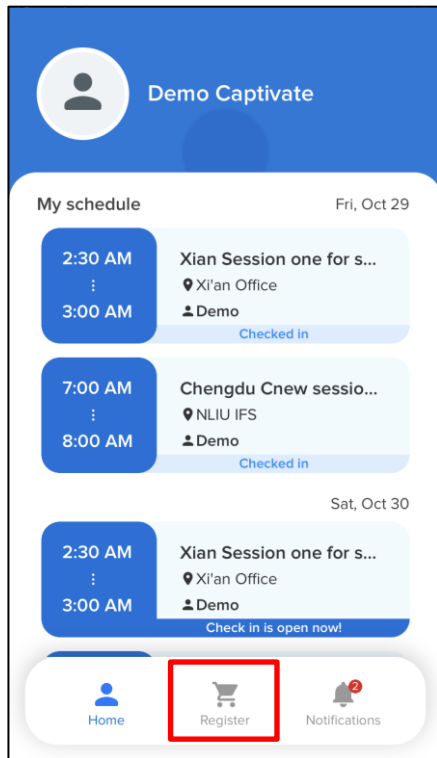 Demo Captivate
My schedule
Fri, Oct 29
2:30 AM
⋮
3:00 AM
Xian Session one for s...
Xi'an Office
Demo
Checked in
7:00 AM
⋮
8:00 AM
Chengdu Cnew sessio...
NLIU IFS
Demo
Checked in
Sat, Oct 30
2:30 AM
⋮
3:00 AM
Xian Session one for s...
Xi'an Office
Demo
Check in is open now!
Home
Register
2
Notifications